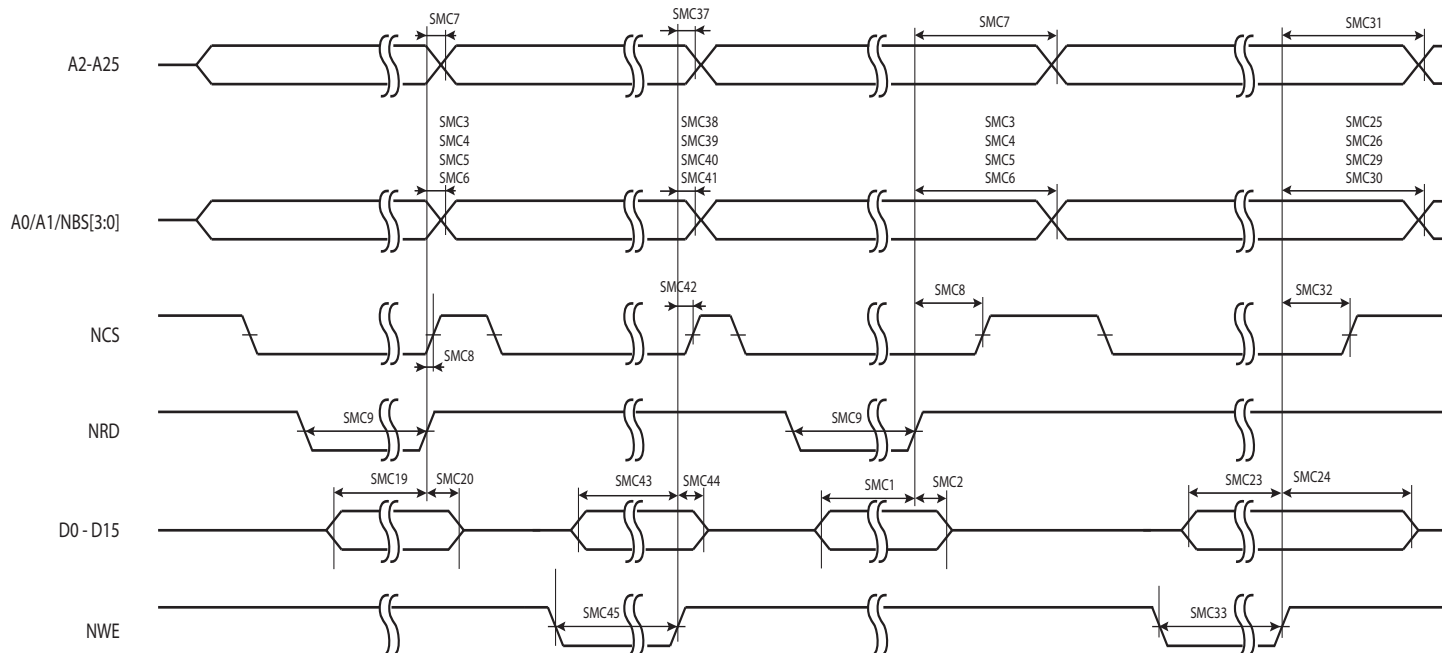 SMC7
SMC37
SMC7
SMC31
A2-A25
SMC3
SMC4
SMC5
SMC6
SMC38
SMC39
SMC40
SMC41
SMC3
SMC4
SMC5
SMC6
SMC25
SMC26
SMC29
SMC30
A0/A1/NBS[3:0]
SMC42
SMC8
SMC32
NCS
SMC8
SMC9
SMC9
NRD
SMC19
SMC20
SMC43
SMC44
SMC1
SMC2
SMC23
SMC24
D0 - D15
SMC45
SMC33
NWE